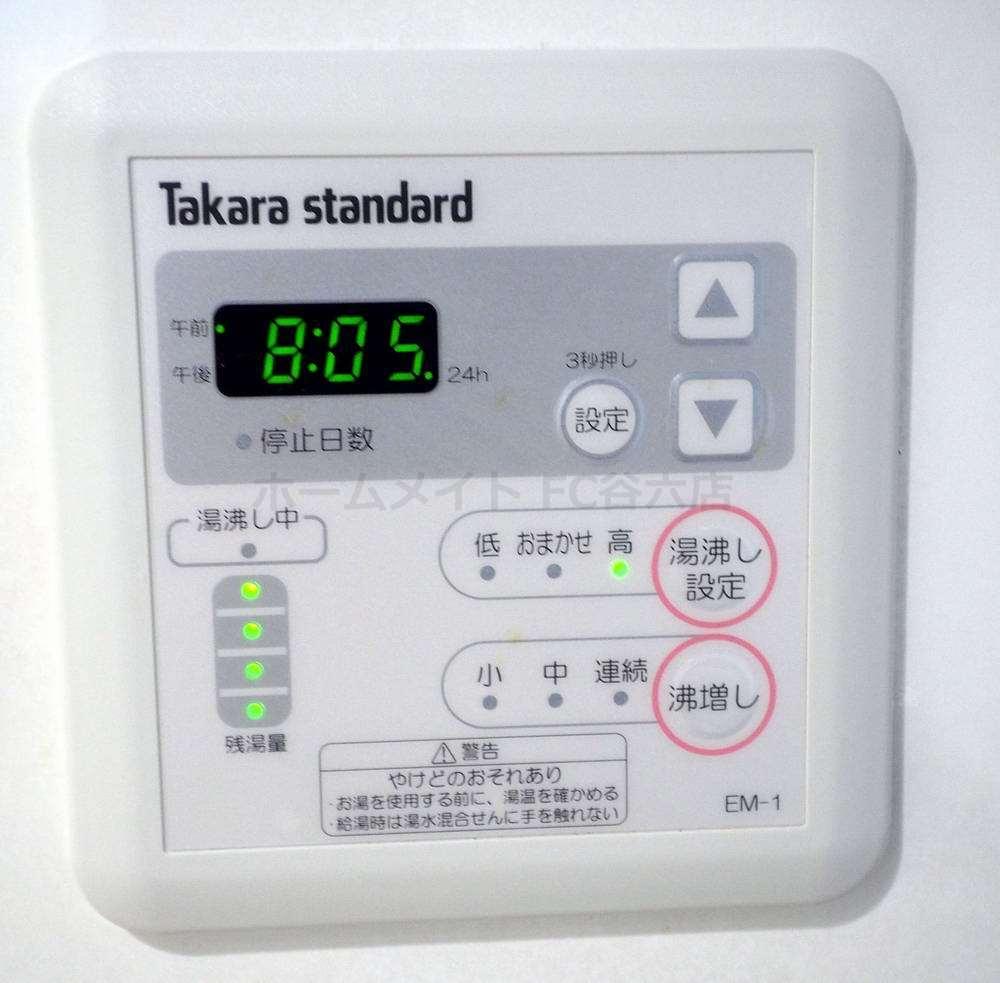 Takara standard
午前
8:05.
午後
24h
3秒押し
設定
停止日数
ホームメイトFC谷六店
湯沸し中
低 おまかせ 高
湯沸し
設定
小 中 連続
沸増し
残湯量
警告
やけどのおそれあり
・お湯を使用する前に、湯温を確かめる
・給湯時は湯水混合せんに手を触れない
EM-1